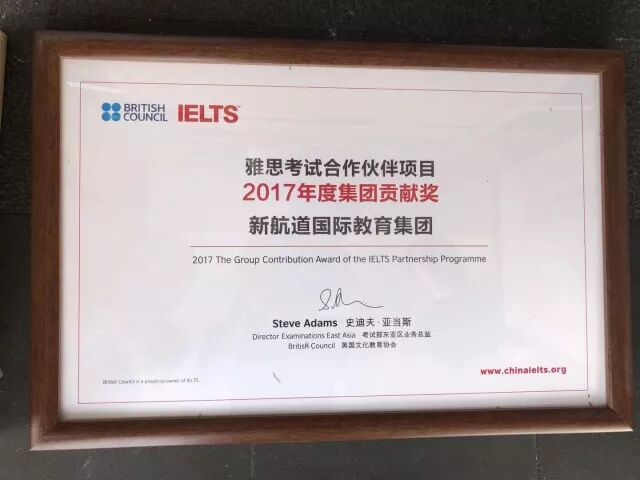 BRITISH COUNCIL IELTS™
雅思考试合作伙伴项目
2017年度集团贡献奖
新航道国际教育集团
2017 The Group Contribution Award of the IELTS Partnership Programme
Steve Adams 史迪夫·亚当斯
Director Examinations East Asia 考试部东亚区业务总监
British Council 英国文化教育协会
www.chinaielts.org
British Council is a proud co-owner of IELTS.